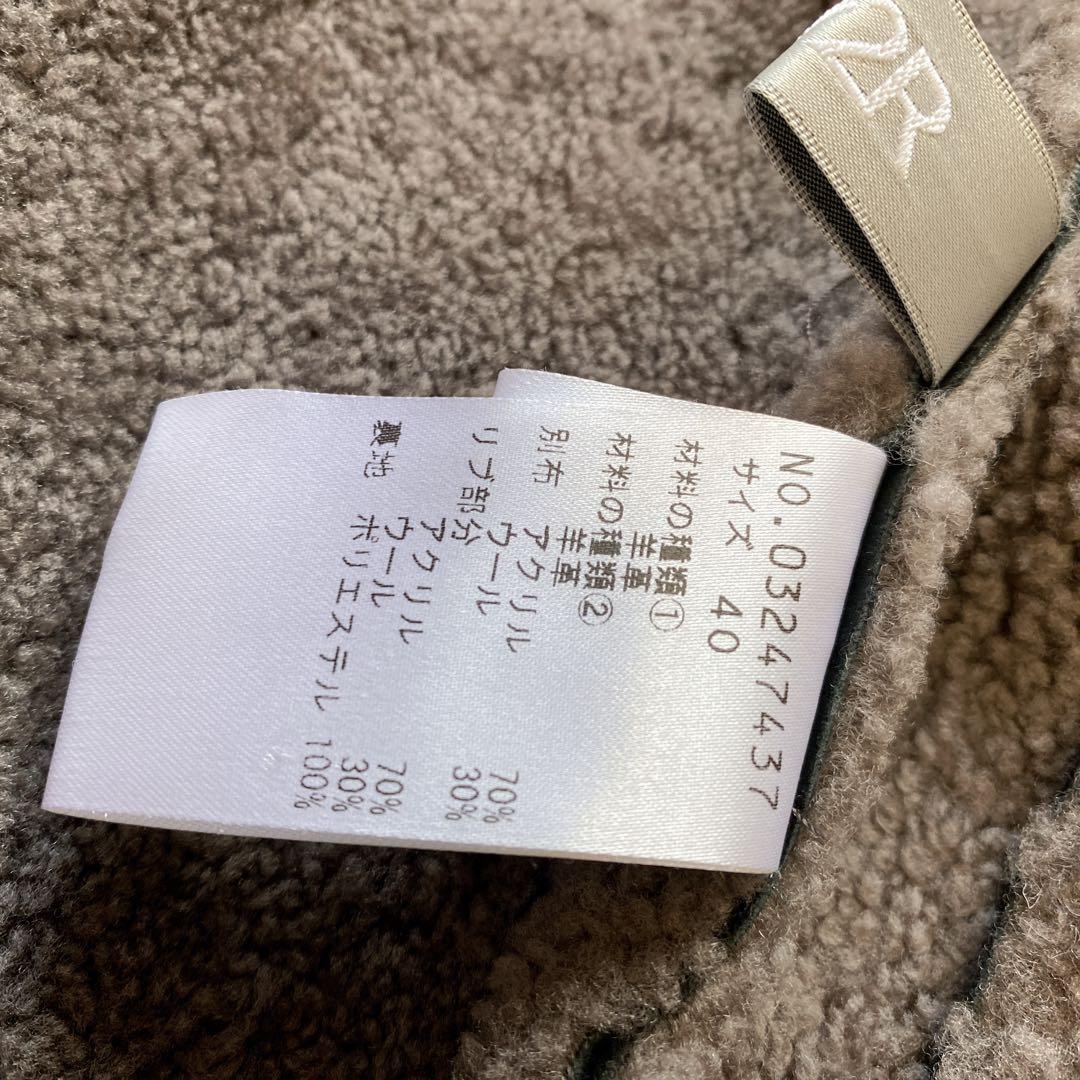 2R
NO.03247437
サイズ 40
材料の種類①
羊革
材料の種類②
羊革
別布 アクリル 70%
ウール 30%
リブ部分
アクリル 70%
ウール 30%
裏地 ポリエステル 100%